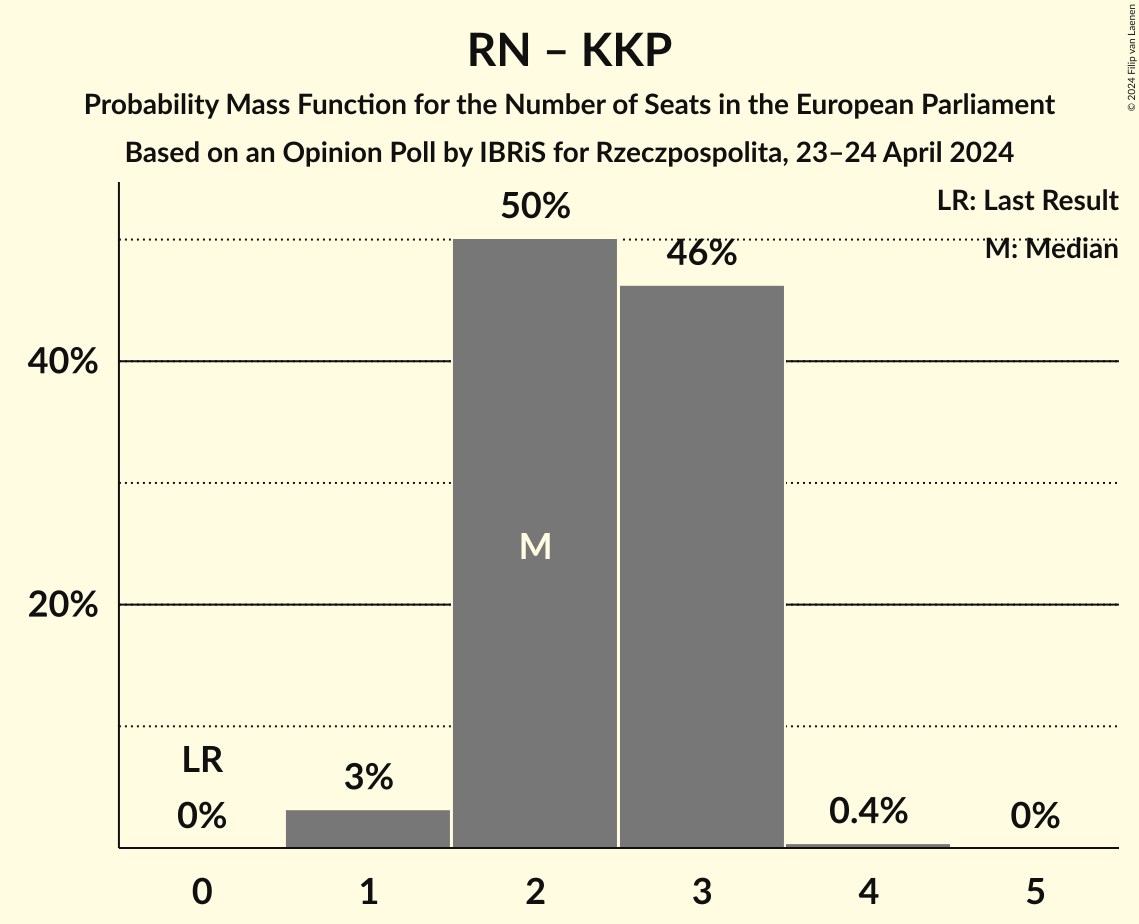 RN – KKP
Probability Mass Function for the Number of Seats in the European Parliament
Based on an Opinion Poll by IBRiS for Rzeczpospolita, 23–24 April 2024
© 2024 Filip van Laenen
LR: Last Result
M: Median
50%
46%
40%
M
20%
LR
0%
3%
0.4%
0%
0 1 2 3 4 5